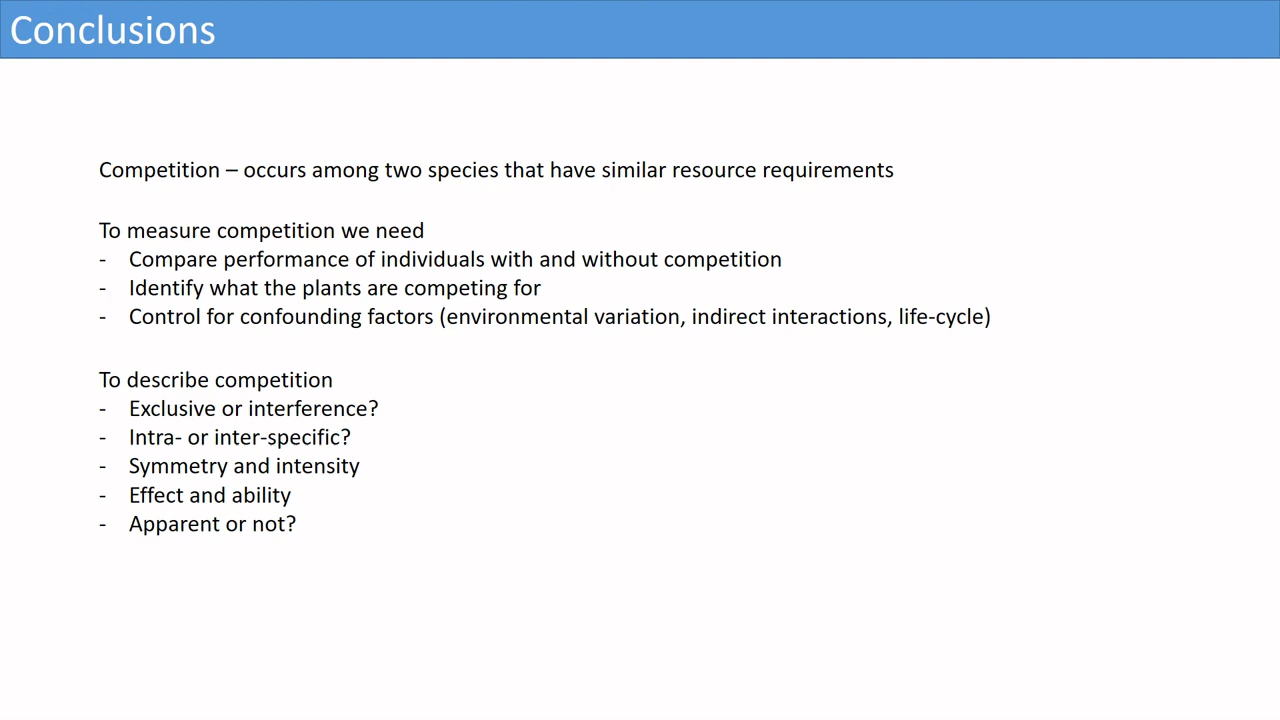 Conclusions
Competition – occurs among two species that have similar resource requirements
To measure competition we need
- Compare performance of individuals with and without competition
- Identify what the plants are competing for
- Control for confounding factors (environmental variation, indirect interactions, life-cycle)
To describe competition
- Exclusive or interference?
- Intra- or inter-specific?
- Symmetry and intensity
- Effect and ability
- Apparent or not?